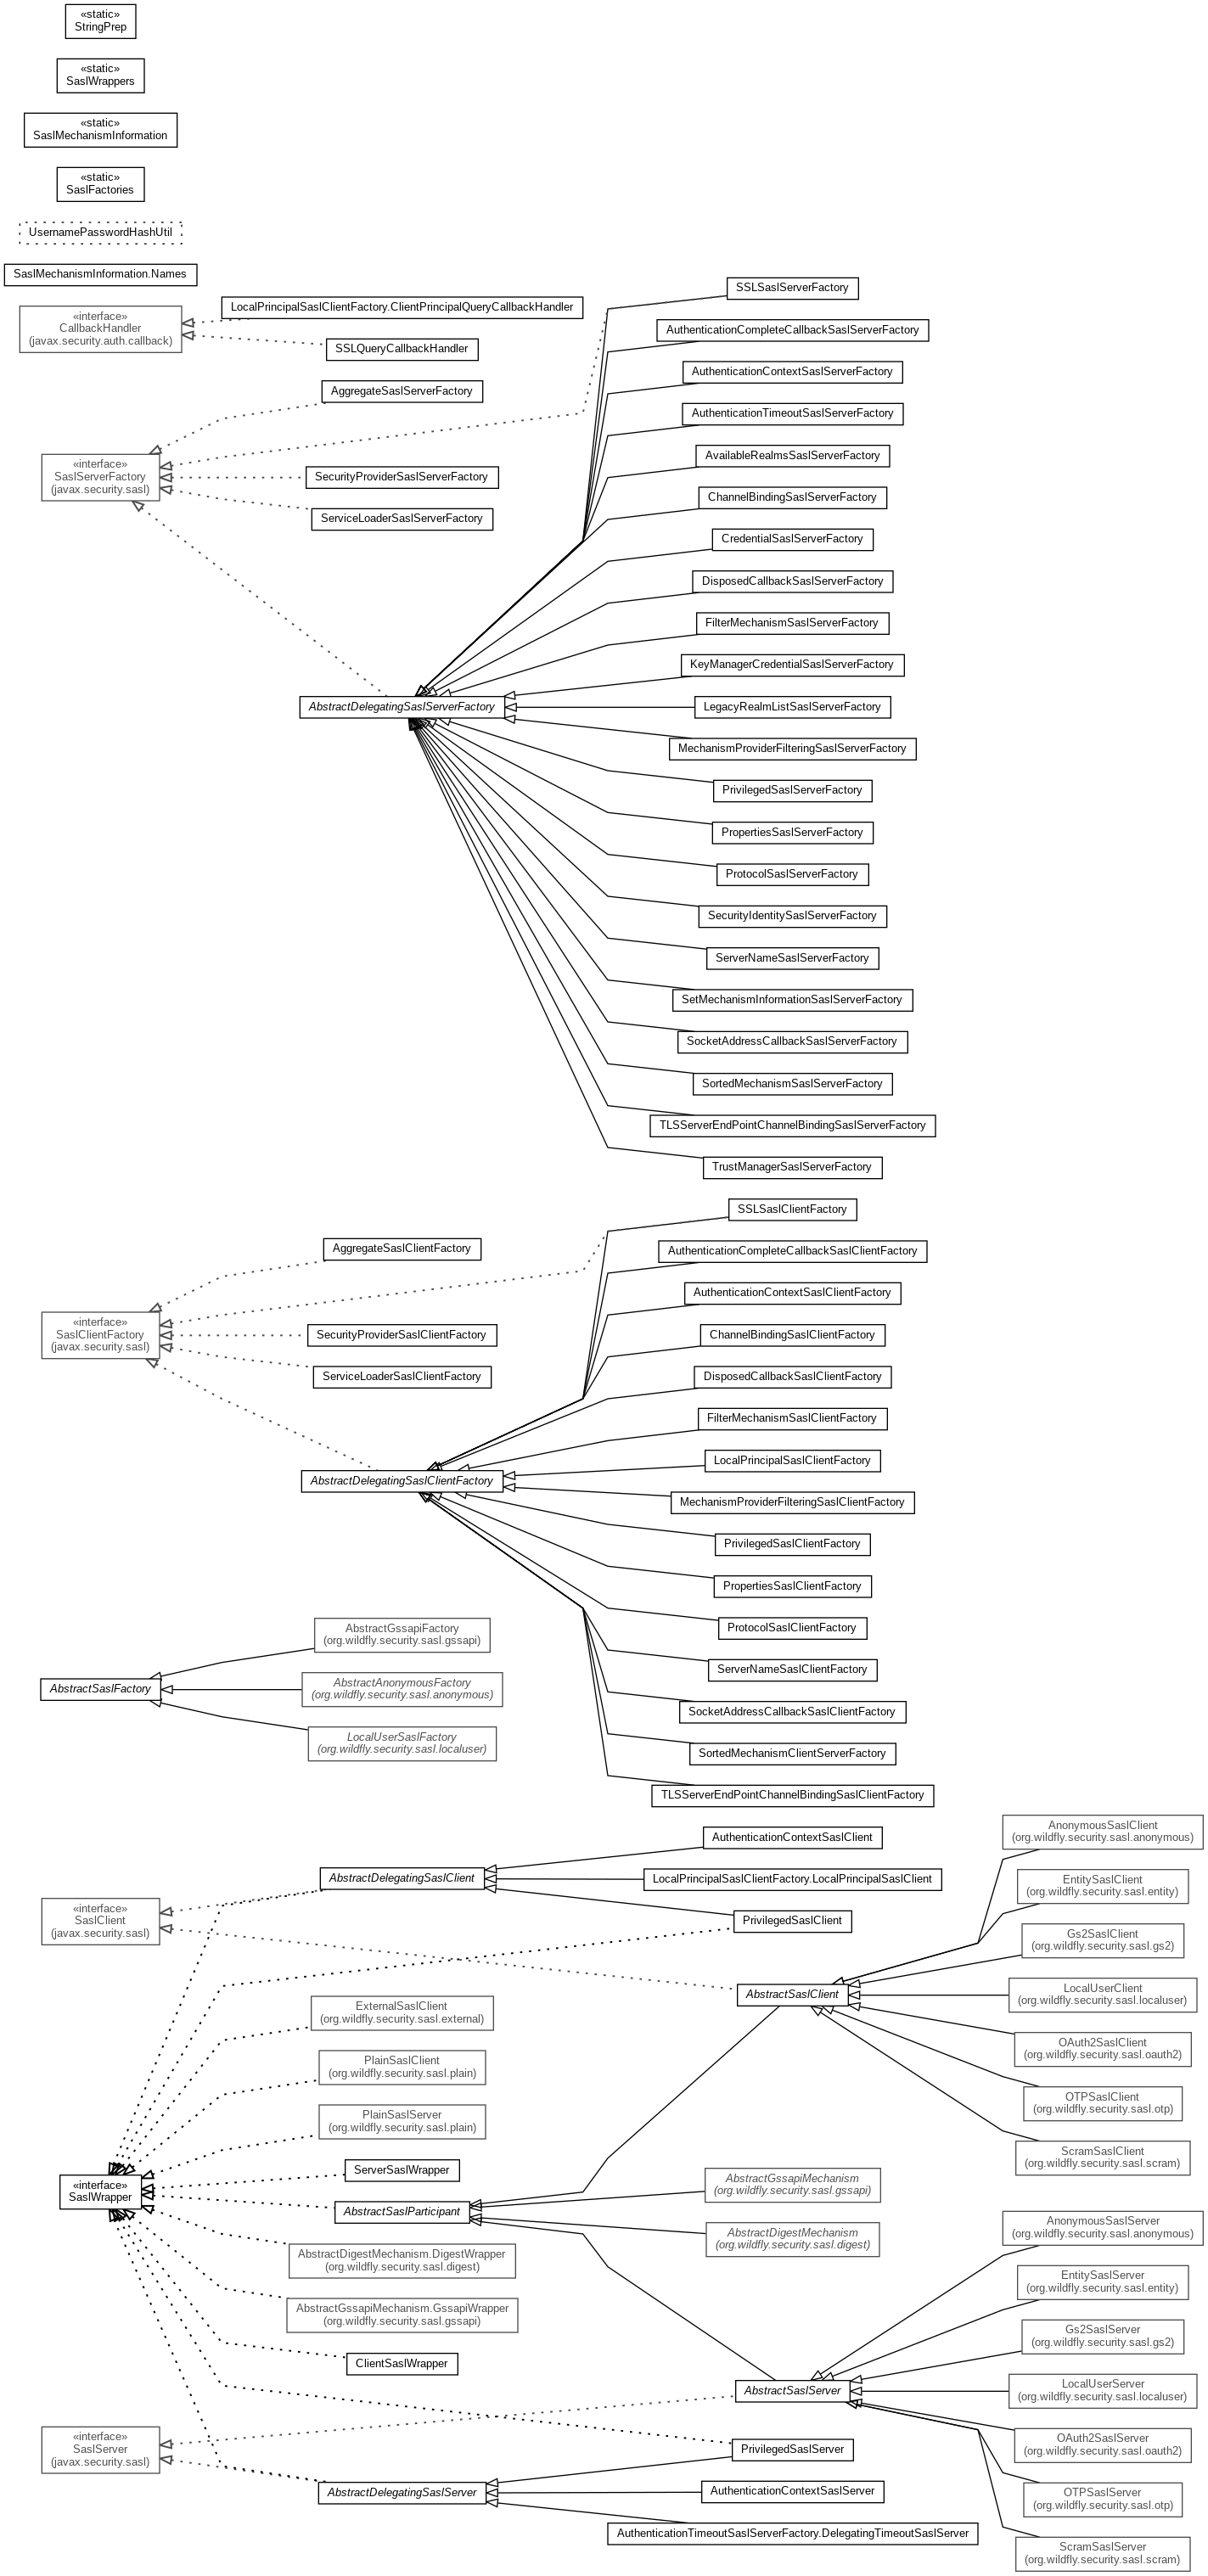 «static»
StringPrep
«static»
SaslWrappers
«static»
SaslMechanismInformation
«static»
SaslFactories
UsernamePasswordHashUtil
SaslMechanismInformation.Names
«interface»
CallbackHandler
(javax.security.auth.callback)
LocalPrincipalSaslClientFactory.ClientPrincipalQueryCallbackHandler
SSLQueryCallbackHandler
AggregateSaslServerFactory
«interface»
SaslServerFactory
(javax.security.sasl)
SecurityProviderSaslServerFactory
ServiceLoaderSaslServerFactory
AbstractDelegatingSaslServerFactory
SSLSaslServerFactory
AuthenticationCompleteCallbackSaslServerFactory
AuthenticationContextSaslServerFactory
AuthenticationTimeoutSaslServerFactory
AvailableRealmsSaslServerFactory
ChannelBindingSaslServerFactory
CredentialSaslServerFactory
DisposedCallbackSaslServerFactory
FilterMechanismSaslServerFactory
KeyManagerCredentialSaslServerFactory
LegacyRealmListSaslServerFactory
MechanismProviderFilteringSaslServerFactory
PrivilegedSaslServerFactory
PropertiesSaslServerFactory
ProtocolSaslServerFactory
SecurityIdentitySaslServerFactory
ServerNameSaslServerFactory
SetMechanismInformationSaslServerFactory
SocketAddressCallbackSaslServerFactory
SortedMechanismSaslServerFactory
TLSServerEndPointChannelBindingSaslServerFactory
TrustManagerSaslServerFactory
AggregateSaslClientFactory
«interface»
SaslClientFactory
(javax.security.sasl)
SecurityProviderSaslClientFactory
ServiceLoaderSaslClientFactory
AbstractDelegatingSaslClientFactory
SSLSaslClientFactory
AuthenticationCompleteCallbackSaslClientFactory
AuthenticationContextSaslClientFactory
ChannelBindingSaslClientFactory
DisposedCallbackSaslClientFactory
FilterMechanismSaslClientFactory
LocalPrincipalSaslClientFactory
MechanismProviderFilteringSaslClientFactory
PrivilegedSaslClientFactory
PropertiesSaslClientFactory
ProtocolSaslClientFactory
ServerNameSaslClientFactory
SocketAddressCallbackSaslClientFactory
SortedMechanismClientServerFactory
TLSServerEndPointChannelBindingSaslClientFactory
AbstractSaslFactory
AbstractGssapiFactory
(org.wildfly.security.sasl.gssapi)
AbstractAnonymousFactory
(org.wildfly.security.sasl.anonymous)
LocalUserSaslFactory
(org.wildfly.security.sasl.localuser)
«interface»
SaslClient
(javax.security.sasl)
AbstractDelegatingSaslClient
AuthenticationContextSaslClient
LocalPrincipalSaslClientFactory.LocalPrincipalSaslClient
PrivilegedSaslClient
AbstractSaslClient
AnonymousSaslClient
(org.wildfly.security.sasl.anonymous)
EntitySaslClient
(org.wildfly.security.sasl.entity)
Gs2SaslClient
(org.wildfly.security.sasl.gs2)
LocalUserClient
(org.wildfly.security.sasl.localuser)
OAuth2SaslClient
(org.wildfly.security.sasl.oauth2)
OTPSaslClient
(org.wildfly.security.sasl.otp)
ScramSaslClient
(org.wildfly.security.sasl.scram)
ExternalSaslClient
(org.wildfly.security.sasl.external)
PlainSaslClient
(org.wildfly.security.sasl.plain)
PlainSaslServer
(org.wildfly.security.sasl.plain)
«interface»
SaslWrapper
ServerSaslWrapper
AbstractSaslParticipant
AbstractDigestMechanism.DigestWrapper
(org.wildfly.security.sasl.digest)
AbstractGssapiMechanism.GssapiWrapper
(org.wildfly.security.sasl.gssapi)
ClientSaslWrapper
AbstractGssapiMechanism
(org.wildfly.security.sasl.gssapi)
AbstractDigestMechanism
(org.wildfly.security.sasl.digest)
AbstractSaslServer
AnonymousSaslServer
(org.wildfly.security.sasl.anonymous)
EntitySaslServer
(org.wildfly.security.sasl.entity)
Gs2SaslServer
(org.wildfly.security.sasl.gs2)
LocalUserServer
(org.wildfly.security.sasl.localuser)
OAuth2SaslServer
(org.wildfly.security.sasl.oauth2)
OTPSaslServer
(org.wildfly.security.sasl.otp)
ScramSaslServer
(org.wildfly.security.sasl.scram)
«interface»
SaslServer
(javax.security.sasl)
AbstractDelegatingSaslServer
PrivilegedSaslServer
AuthenticationContextSaslServer
AuthenticationTimeoutSaslServerFactory.DelegatingTimeoutSaslServer